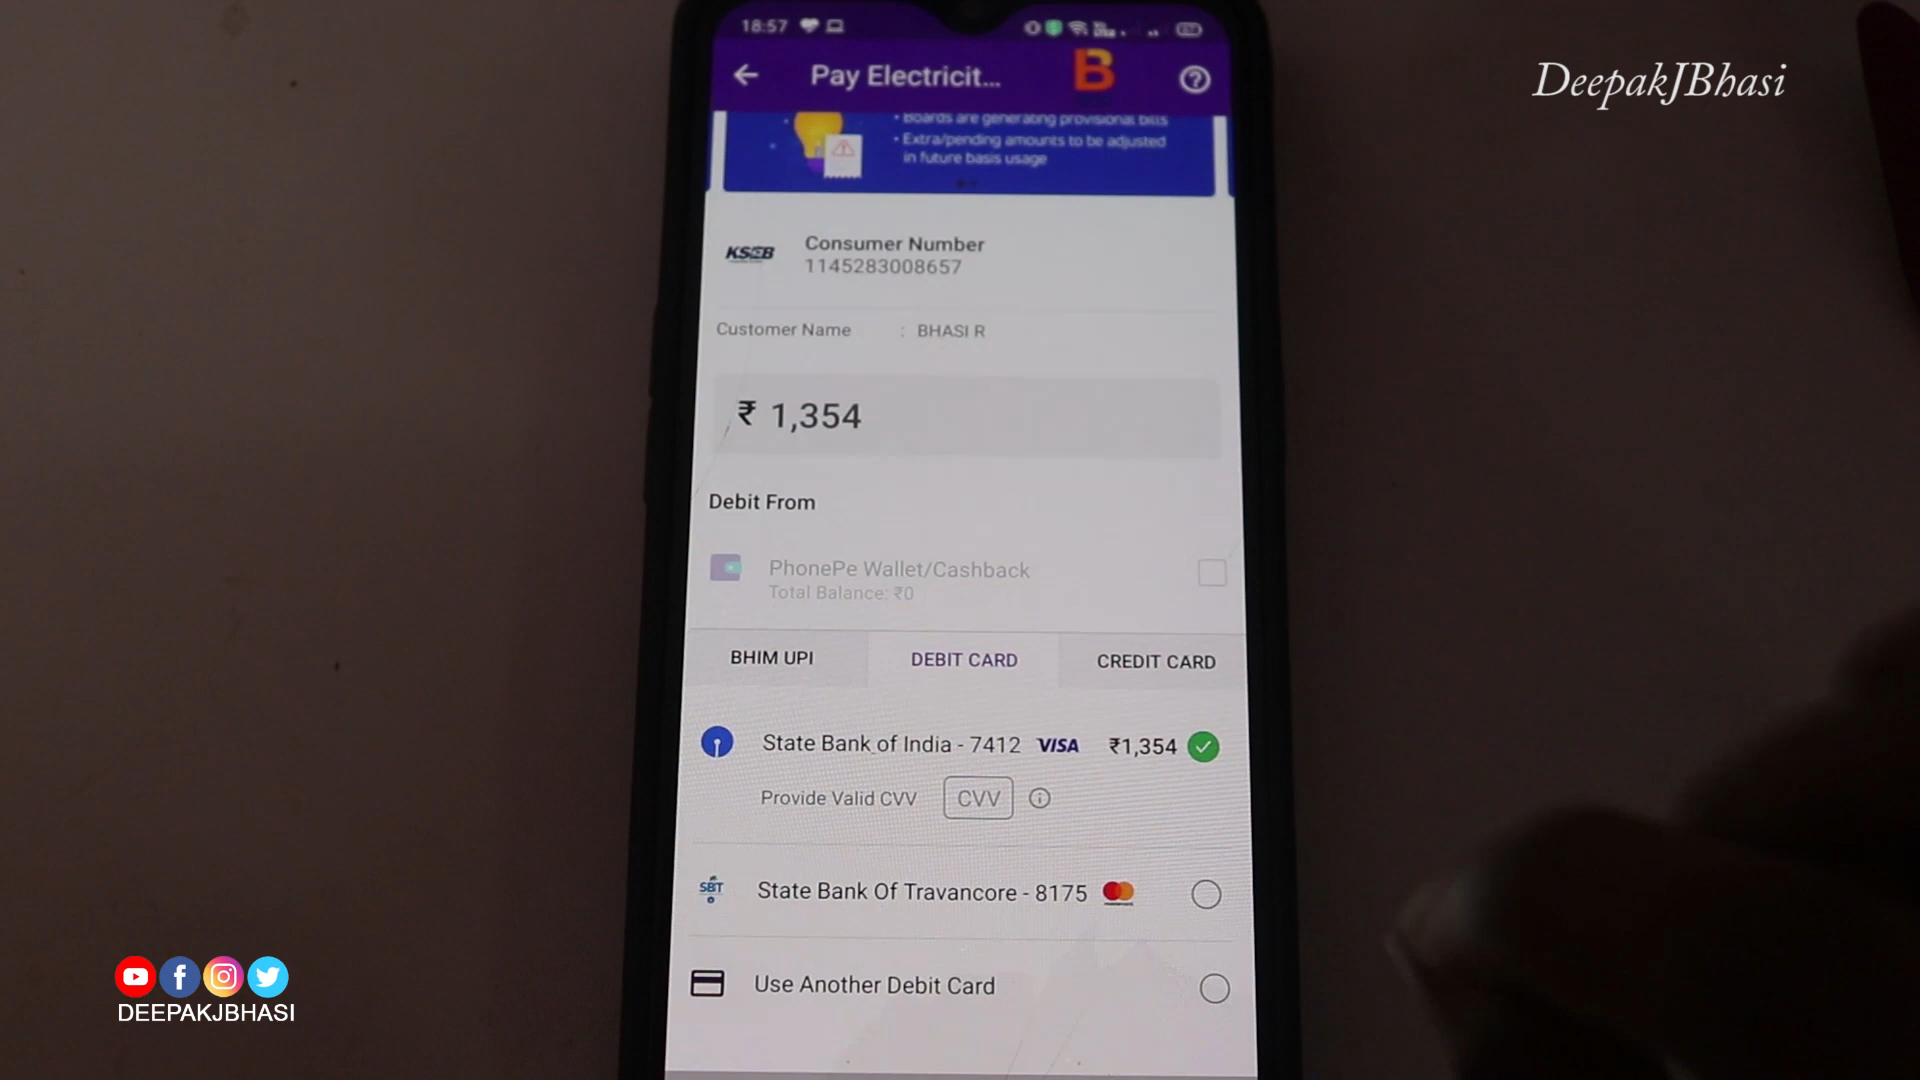 18:57
Pay Electricit...
B
DeepakJBhasi
• Boards are generating provisional bills
• Extra/pending amounts to be adjusted
in future basis usage
KSEB
Consumer Number
1145283008657
Customer Name : BHASI R
₹ 1,354
Debit From
PhonePe Wallet/Cashback
Total Balance: ₹0
BHIM UPI DEBIT CARD CREDIT CARD
State Bank of India - 7412 VISA ₹1,354
Provide Valid CVV CVV
SBT State Bank Of Travancore - 8175
Use Another Debit Card
DEEPAKJBHASI